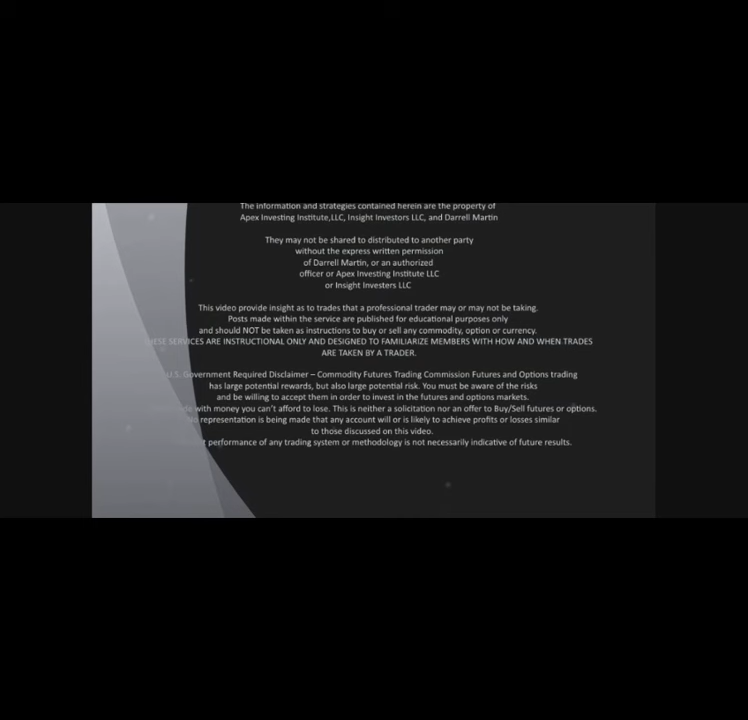 The information and strategies contained herein are the property of
Apex Investing Institute,LLC, Insight Investors LLC, and Darrell Martin
They may not be shared to distributed to another party
without the express written permission
of Darrell Martin, or an authorized
officer or Apex Investing Institute LLC
or Insight Investers LLC
This video provide insight as to trades that a professional trader may or may not be taking.
Posts made within the service are published for educational purposes only
and should NOT be taken as instructions to buy or sell any commodity, option or currency.
THESE SERVICES ARE INSTRUCTIONAL ONLY AND DESIGNED TO FAMILIARIZE MEMBERS WITH HOW AND WHEN TRADES
ARE TAKEN BY A TRADER.
U.S. Government Required Disclaimer – Commodity Futures Trading Commission Futures and Options trading
has large potential rewards, but also large potential risk. You must be aware of the risks
and be willing to accept them in order to invest in the futures and options markets.
with money you can't afford to lose. This is neither a solicitation nor an offer to Buy/Sell futures or options.
No representation is being made that any account will or is likely to achieve profits or losses similar
to those discussed on this video.
performance of any trading system or methodology is not necessarily indicative of future results.